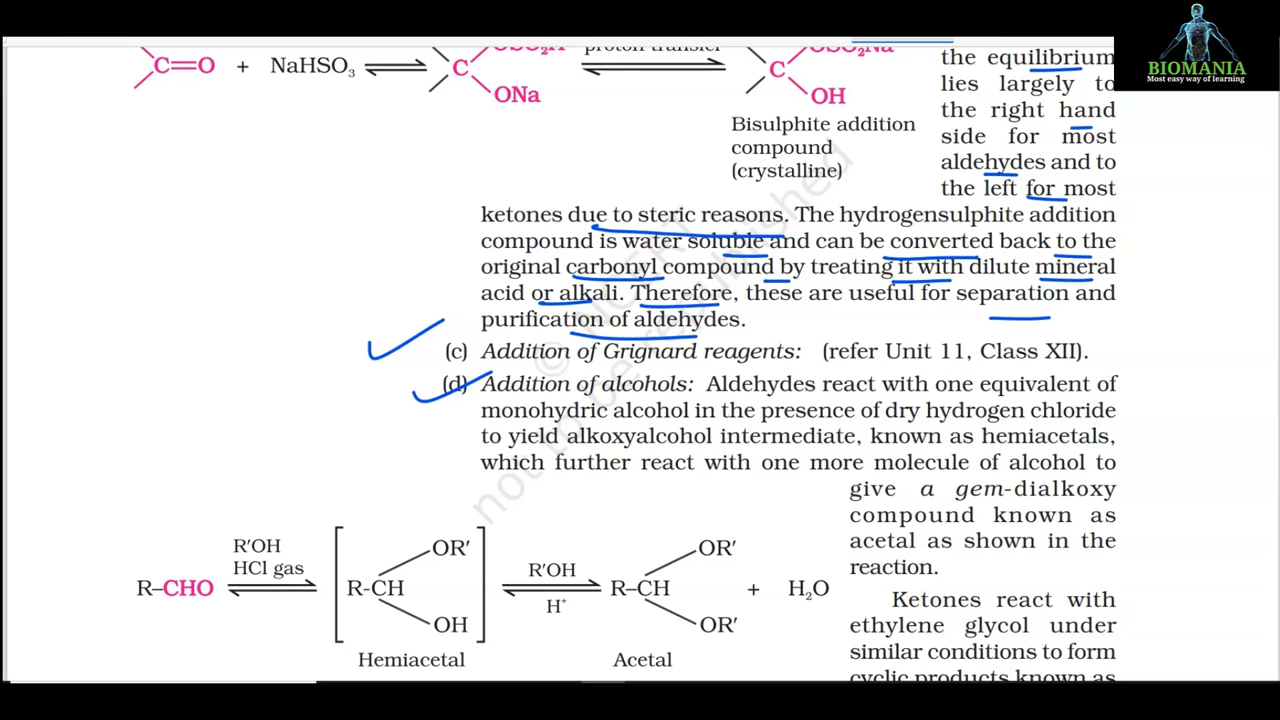 BIOMANIA
Most easy way of learning
C=O + NaHSO₃ ⇌ C ⇌ C
proton transfer
OSO₂H
ONa
OSO₂Na
OH
Bisulphite addition
compound
(crystalline)
the equilibrium
lies largely to
the right hand
side for most
aldehydes and to
the left for most
ketones due to steric reasons. The hydrogensulphite addition
compound is water soluble and can be converted back to the
original carbonyl compound by treating it with dilute mineral
acid or alkali. Therefore, these are useful for separation and
purification of aldehydes.
(c) Addition of Grignard reagents: (refer Unit 11, Class XII).
(d) Addition of alcohols: Aldehydes react with one equivalent of
monohydric alcohol in the presence of dry hydrogen chloride
to yield alkoxyalcohol intermediate, known as hemiacetals,
which further react with one more molecule of alcohol to
give a gem-dialkoxy
compound known as
acetal as shown in the
reaction.
Ketones react with
ethylene glycol under
similar conditions to form
cyclic products known as
R–CHO
R′OH
HCl gas
R-CH
OR′
OH
Hemiacetal
R′OH
H⁺
R–CH
OR′
OR′
Acetal
+ H₂O